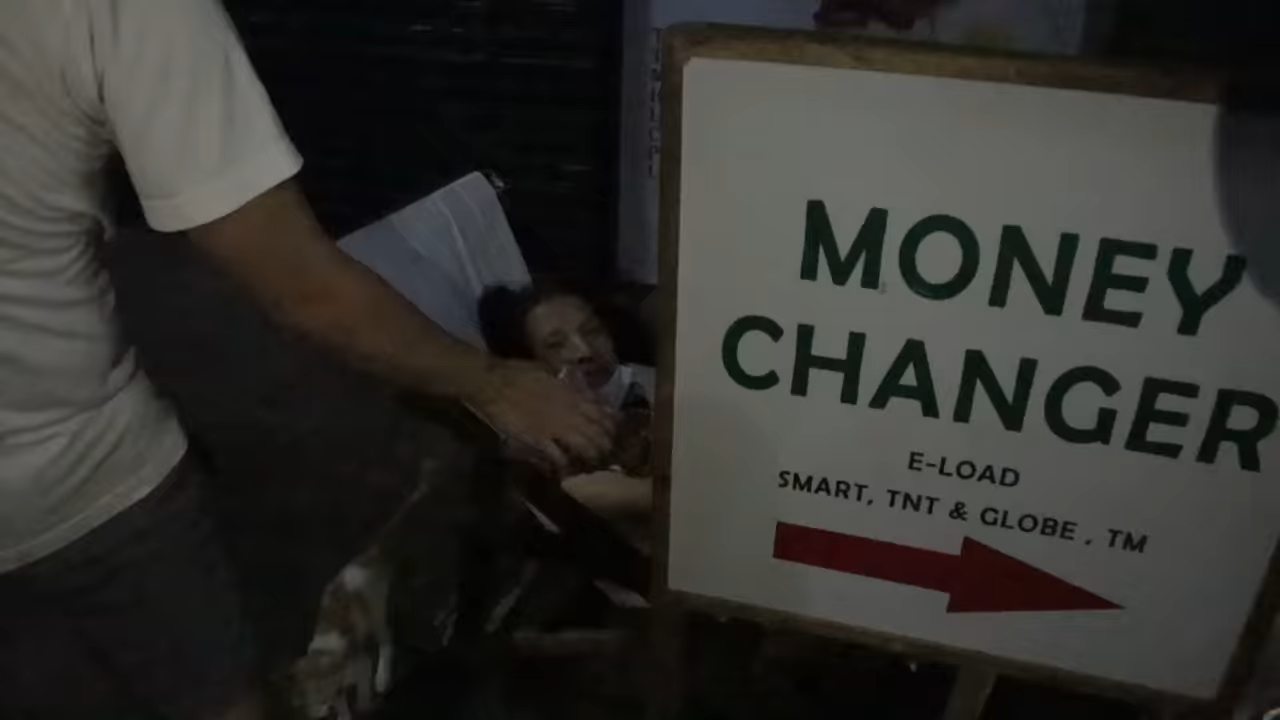 MONEY
CHANGER
E-LOAD
SMART, TNT & GLOBE , TM